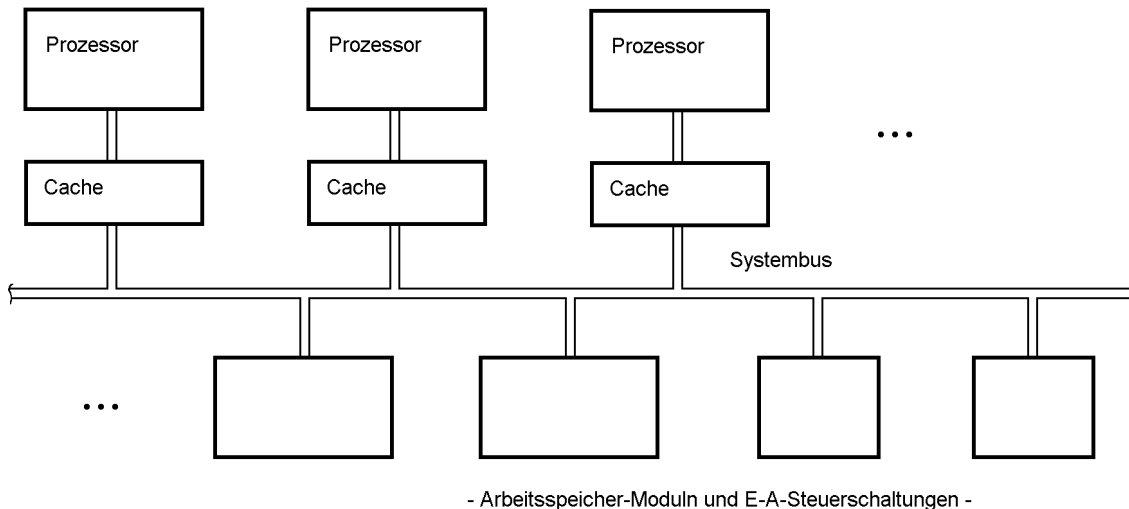 Prozessor
Prozessor
Prozessor
...
Cache
Cache
Cache
Systembus
...
- Arbeitsspeicher-Moduln und E-A-Steuerschaltungen -